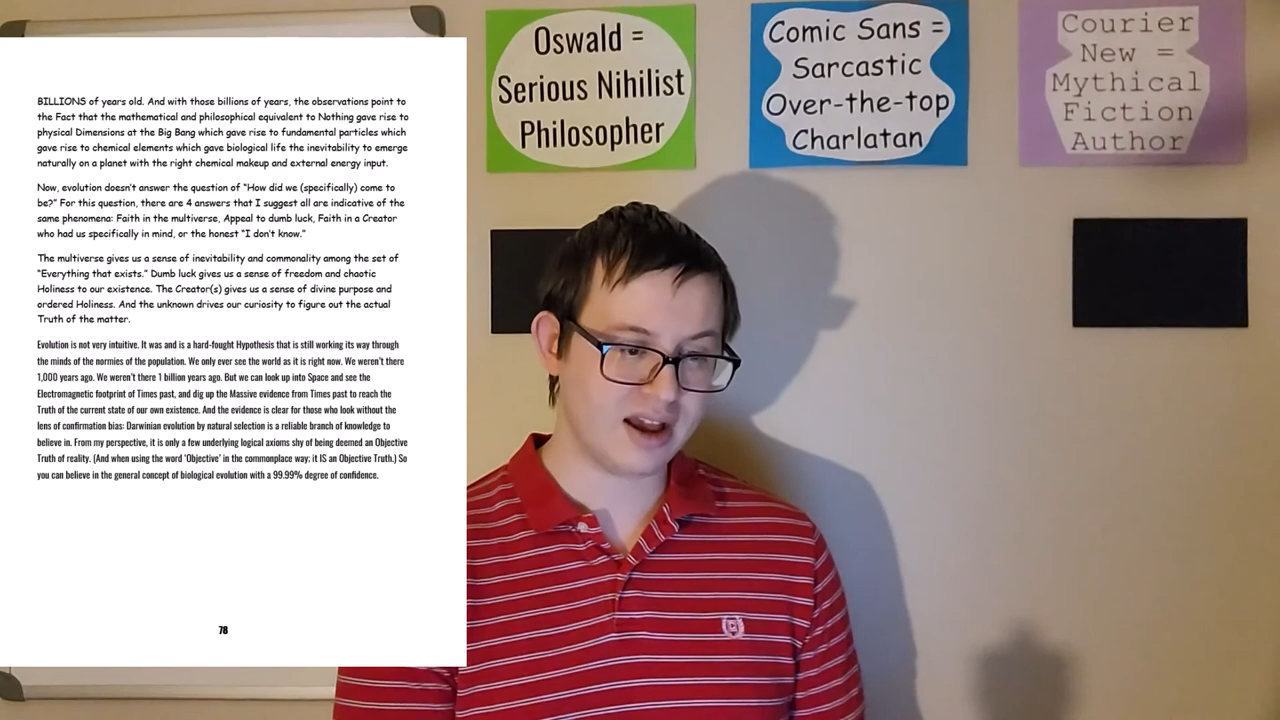 BILLIONS of years old. And with those billions of years, the observations point to
the Fact that the mathematical and philosophical equivalent to Nothing gave rise to
physical Dimensions at the Big Bang which gave rise to fundamental particles which
gave rise to chemical elements which gave biological life the inevitability to emerge
naturally on a planet with the right chemical makeup and external energy input.
Now, evolution doesn't answer the question of "How did we (specifically) come to
be?" For this question, there are 4 answers that I suggest all are indicative of the
same phenomena: Faith in the multiverse, Appeal to dumb luck, Faith in a Creator
who had us specifically in mind, or the honest "I don't know."
The multiverse gives us a sense of inevitability and commonality among the set of
"Everything that exists." Dumb luck gives us a sense of freedom and chaotic
Holiness to our existence. The Creator(s) gives us a sense of divine purpose and
ordered Holiness. And the unknown drives our curiosity to figure out the actual
Truth of the matter.
Evolution is not very intuitive. It was and is a hard-fought Hypothesis that is still working its way through
the minds of the normies of the population. We only ever see the world as it is right now. We weren't there
1,000 years ago. We weren't there 1 billion years ago. But we can look up into Space and see the
Electromagnetic footprint of Times past, and dig up the Massive evidence from Times past to reach the
Truth of the current state of our own existence. And the evidence is clear for those who look without the
lens of confirmation bias: Darwinian evolution by natural selection is a reliable branch of knowledge to
believe in. From my perspective, it is only a few underlying logical axioms shy of being deemed an Objective
Truth of reality. (And when using the word 'Objective' in the commonplace way; it IS an Objective Truth.) So
you can believe in the general concept of biological evolution with a 99.99% degree of confidence.
78
Oswald =
Serious Nihilist
Philosopher
Comic Sans =
Sarcastic
Over-the-top
Charlatan
Courier
New =
Mythical
Fiction
Author